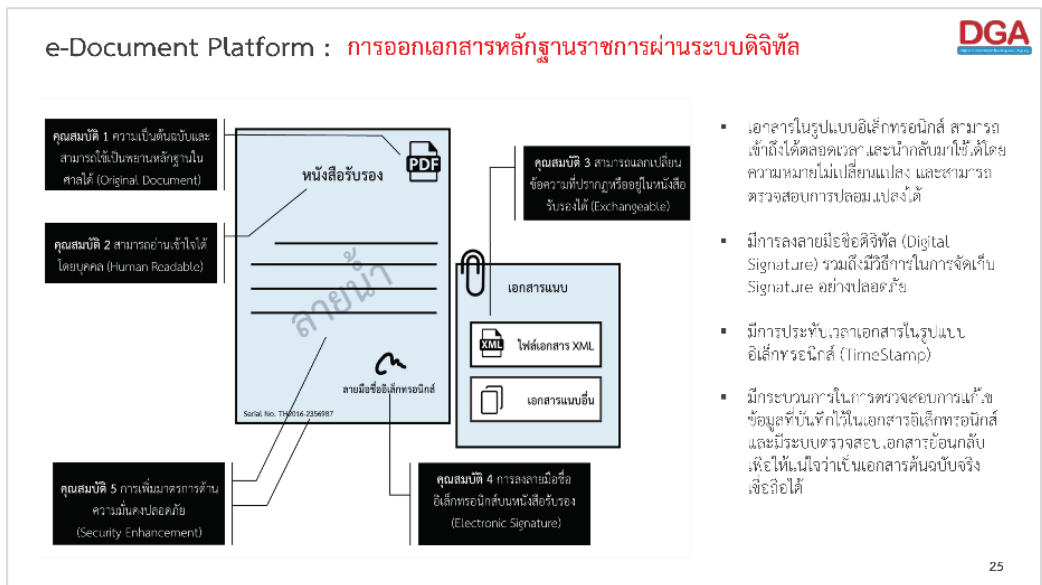 e-Document Platform : การออกเอกสารหลักฐานราชการผ่านระบบดิจิทัล
DGA
คุณสมบัติ 1 ความเป็นต้นฉบับและ
สามารถใช้เป็นพยานหลักฐานใน
ศาลได้ (Original Document)
คุณสมบัติ 2 สามารถอ่านเข้าใจได้
โดยบุคคล (Human Readable)
PDF
หนังสือรับรอง
ลายน้ำ
ลายมือชื่ออิเล็กทรอนิกส์
Serial No. TH2016-2356987
คุณสมบัติ 3 สามารถแลกเปลี่ยน
ข้อความที่ปรากฏหรืออยู่ในหนังสือ
รับรองได้ (Exchangeable)
เอกสารแนบ
XML
ไฟล์เอกสาร XML
เอกสารแนบอื่น
คุณสมบัติ 5 การเพิ่มมาตรการด้าน
ความมั่นคงปลอดภัย
(Security Enhancement)
คุณสมบัติ 4 การลงลายมือชื่อ
อิเล็กทรอนิกส์บนหนังสือรับรอง
(Electronic Signature)
▪ เอาสารในรูปแบบอิเล็กทรอนิกส์ สามารถ
เข้าถึงได้ตลอดเวลาและนำกลับมาใช้ได้โดย
ความหมายไม่เปลี่ยนแปลง และสามารถ
ตรวจสอบการปลอมแปลงได้
▪ มีการลงลายมือชื่อดิจิทัล (Digital
Signature) รวมถึงมีวิธีการในการจัดเก็บ
Signature อย่างปลอดภัย
▪ มีการประทับเวลาเอกสารในรูปแบบ
อิเล็กทรอนิกส์ (TimeStamp)
▪ มีกระบวนการในการตรวจสอบการแก้ไข
ข้อมูลที่บันทึกไว้ในเอกสารอิเล็กทรอนิกส์
และมีระบบตรวจสอบเอกสารย้อนกลับ
เพื่อให้แน่ใจว่าเป็นเอกสารต้นฉบับจริง
เชื่อถือได้
25